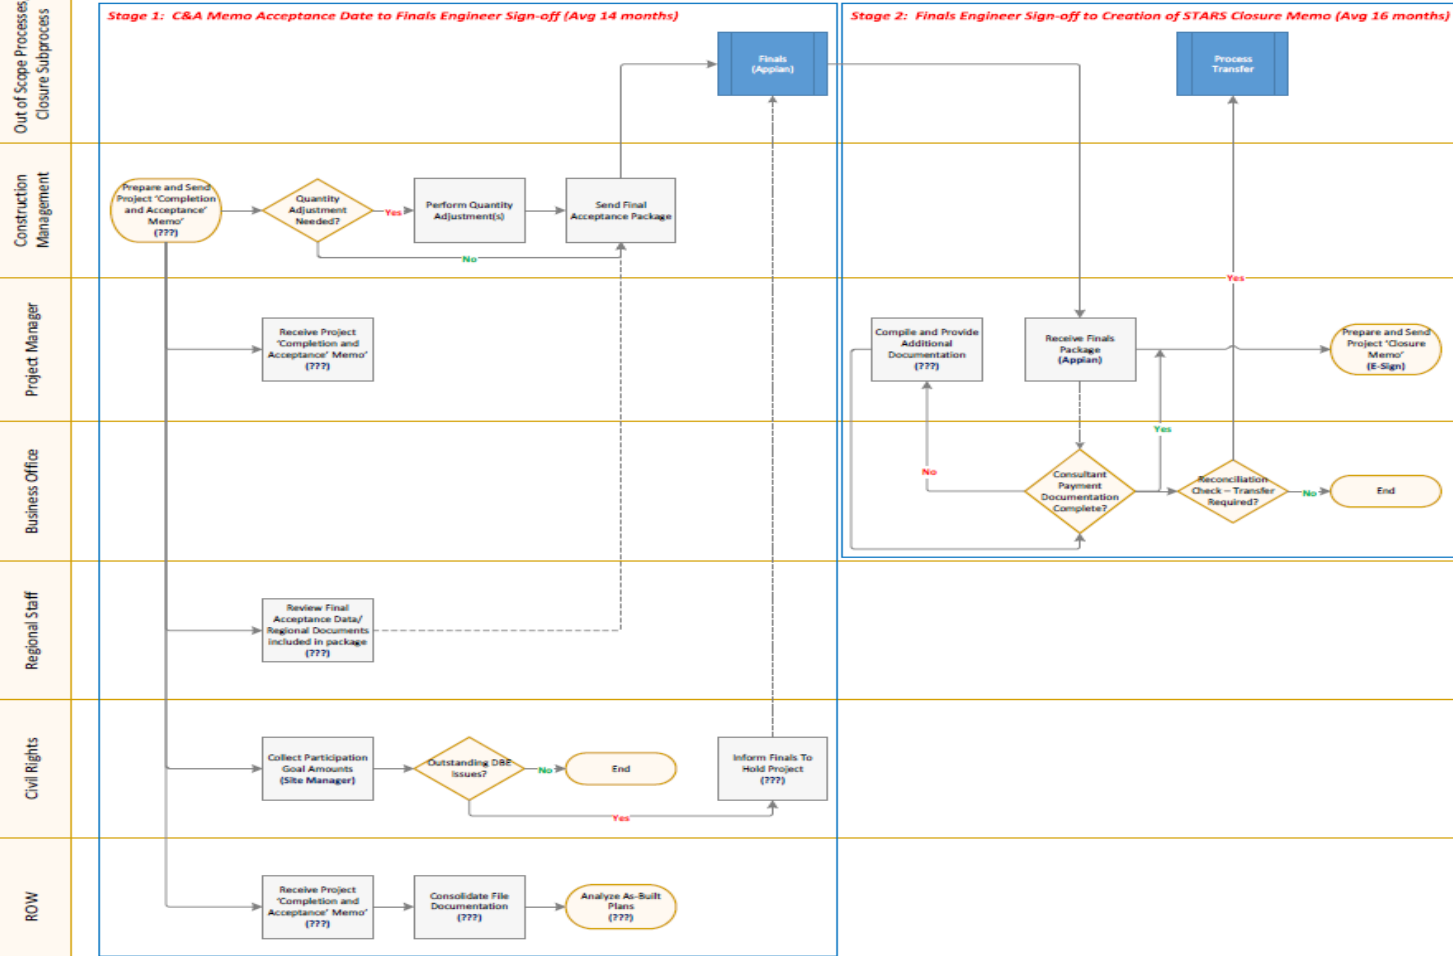 Out of Scope Processes/
Closure Subprocess
Stage 1: C&A Memo Acceptance Date to Finals Engineer Sign-off (Avg 14 months)
Stage 2: Finals Engineer Sign-off to Creation of STARS Closure Memo (Avg 16 months)
Finals
(Appian)
Process
Transfer
Construction
Management
Prepare and Send
Project 'Completion
and Acceptance'
Memo'
(???)
Quantity
Adjustment
Needed?
Yes
No
Perform Quantity
Adjustment(s)
Send Final
Acceptance Package
Yes
Project Manager
Receive Project
'Completion and
Acceptance' Memo'
(???)
Compile and Provide
Additional
Documentation
(???)
Receive Finals
Package
(Appian)
Prepare and Send
Project 'Closure
Memo'
(E-Sign)
Business Office
Yes
No
Consultant
Payment
Documentation
Complete?
Reconciliation
Check – Transfer
Required?
No
End
Regional Staff
Review Final
Acceptance Data/
Regional Documents
included in package
(???)
Civil Rights
Collect Participation
Goal Amounts
(Site Manager)
Outstanding DBE
Issues?
No
End
Yes
Inform Finals To
Hold Project
(???)
ROW
Receive Project
'Completion and
Acceptance' Memo'
(???)
Consolidate File
Documentation
(???)
Analyze As-Built
Plans
(???)